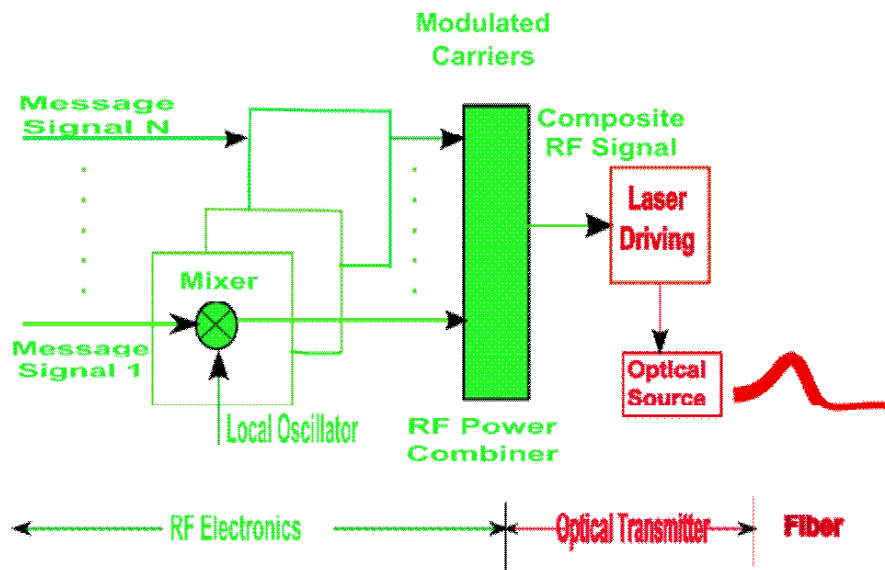 Modulated
Carriers
Message
Signal N
Composite
RF Signal
Laser
Driving
Mixer
Message
Signal 1
Optical
Source
Local Oscillator
RF Power
Combiner
RF Electronics
Optical Transmitter
Fiber